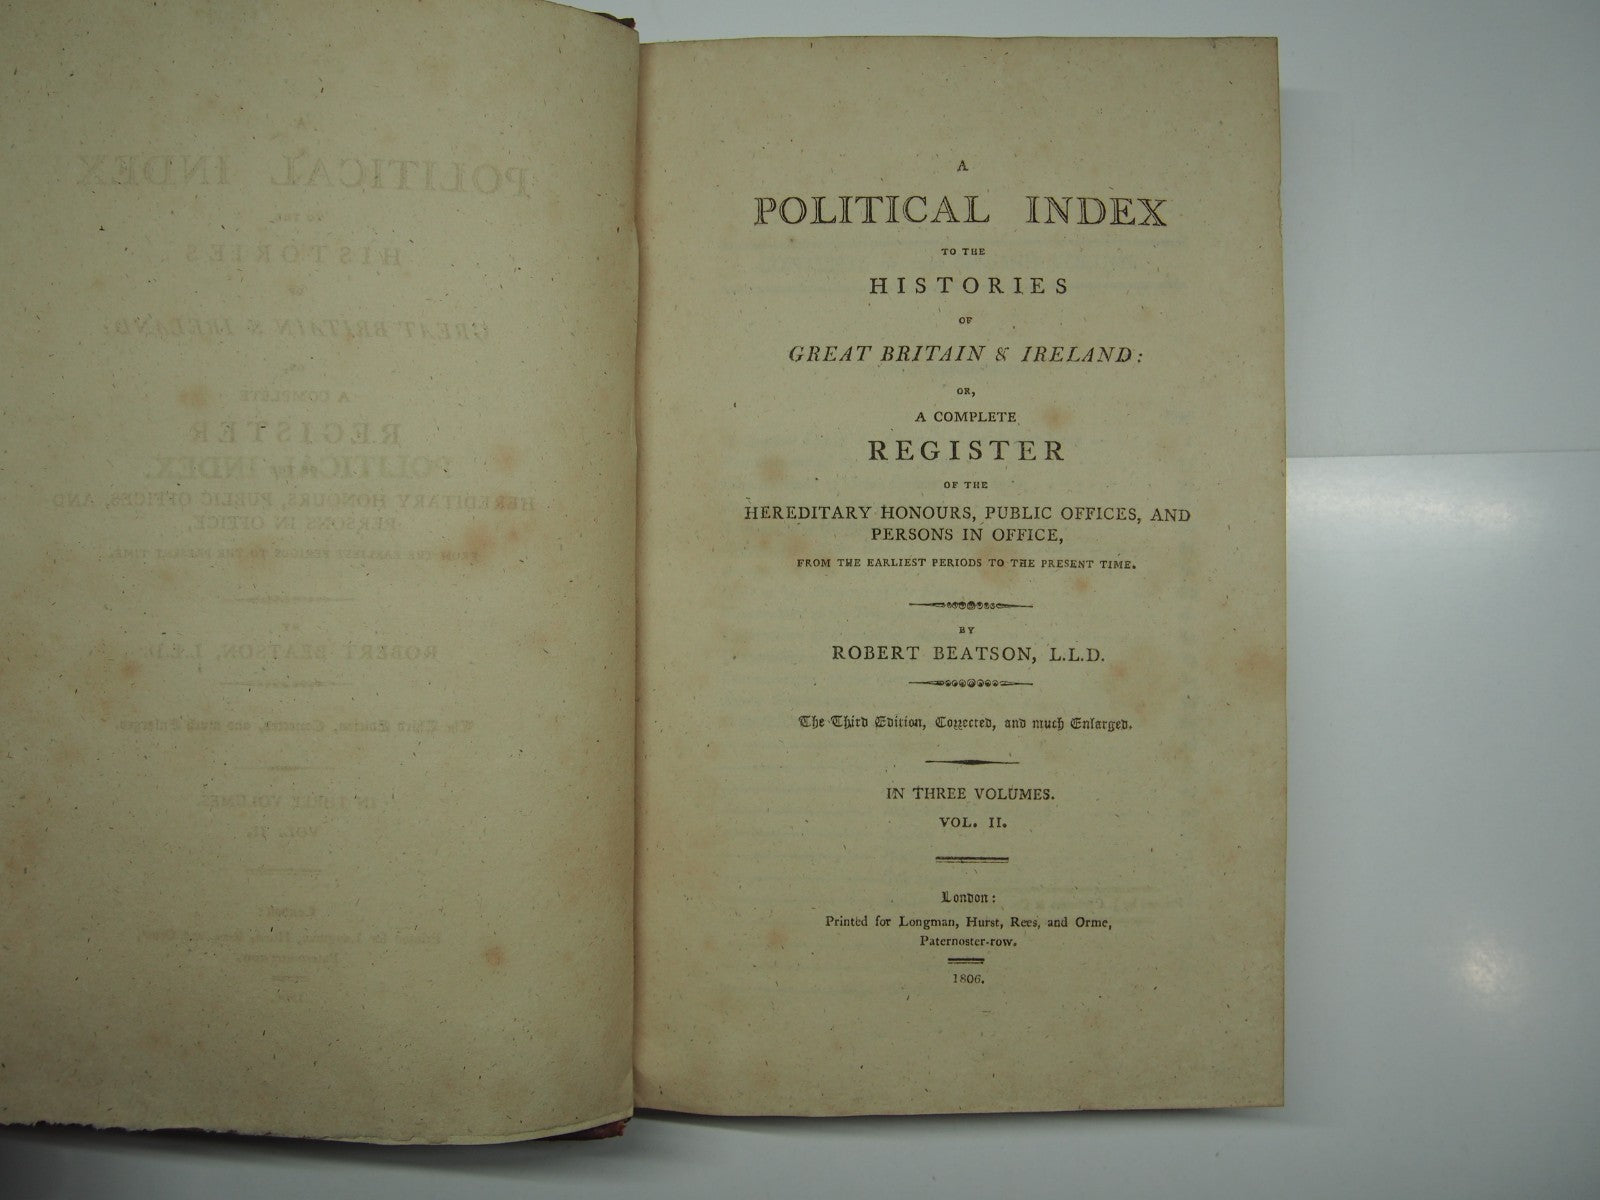 A
POLITICAL INDEX
TO THE
HISTORIES
OF
GREAT BRITAIN & IRELAND:
OR,
A COMPLETE
REGISTER
OF THE
HEREDITARY HONOURS, PUBLIC OFFICES, AND
PERSONS IN OFFICE,
FROM THE EARLIEST PERIODS TO THE PRESENT TIME.
BY
ROBERT BEATSON, L.L.D.
The Third Edition, Corrected, and much Enlarged.
IN THREE VOLUMES.
VOL. II.
London:
Printed for Longman, Hurst, Rees, and Orme,
Paternoster-row.
1806.